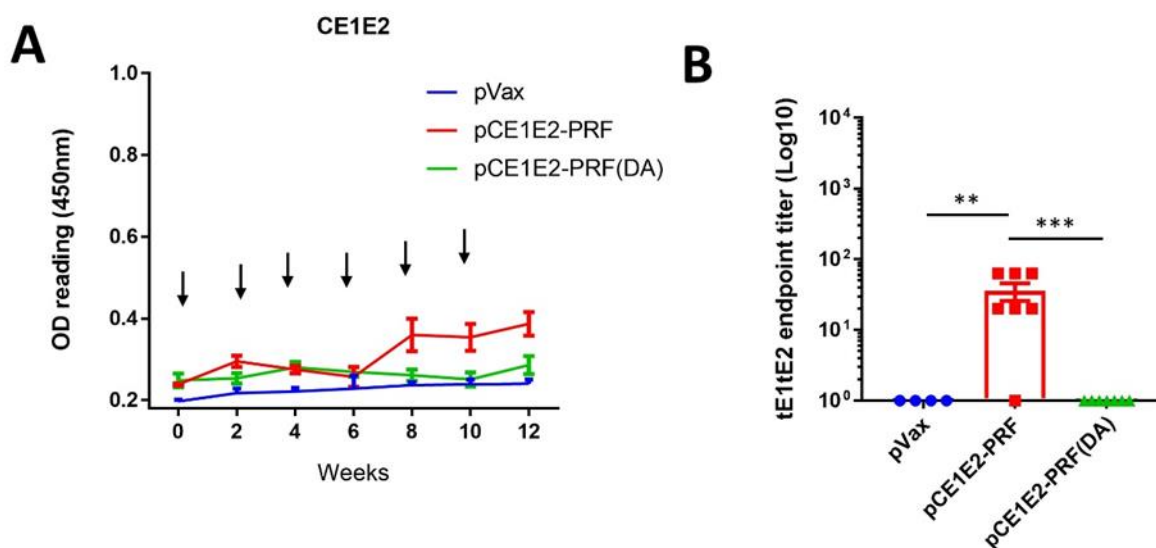 A
CE1E2
OD reading (450nm)
1.0
0.8
0.6
0.4
0.2
0 2 4 6 8 10 12
Weeks
pVax
pCE1E2-PRF
pCE1E2-PRF(DA)
B
tE1tE2 endpoint titer (Log10)
10⁴
10³
10²
10¹
10⁰
**
***
pVax
pCE1E2-PRF
pCE1E2-PRF(DA)